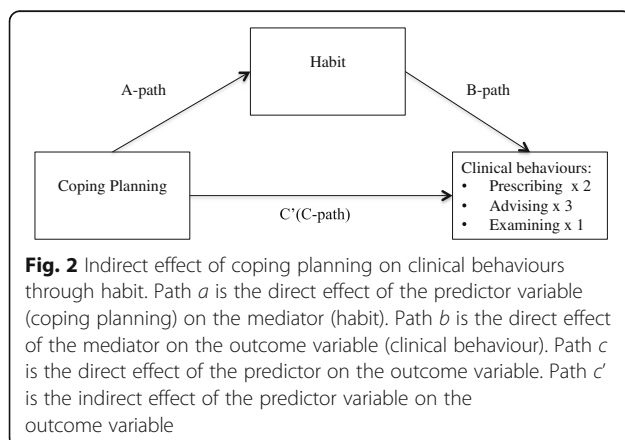 Habit
A-path
B-path
Coping Planning
C'(C-path)
Clinical behaviours:
• Prescribing x 2
• Advising x 3
• Examining x 1
Fig. 2 Indirect effect of coping planning on clinical behaviours
through habit. Path a is the direct effect of the predictor variable
(coping planning) on the mediator (habit). Path b is the direct effect
of the mediator on the outcome variable (clinical behaviour). Path c
is the direct effect of the predictor on the outcome variable. Path c'
is the indirect effect of the predictor variable on the
outcome variable